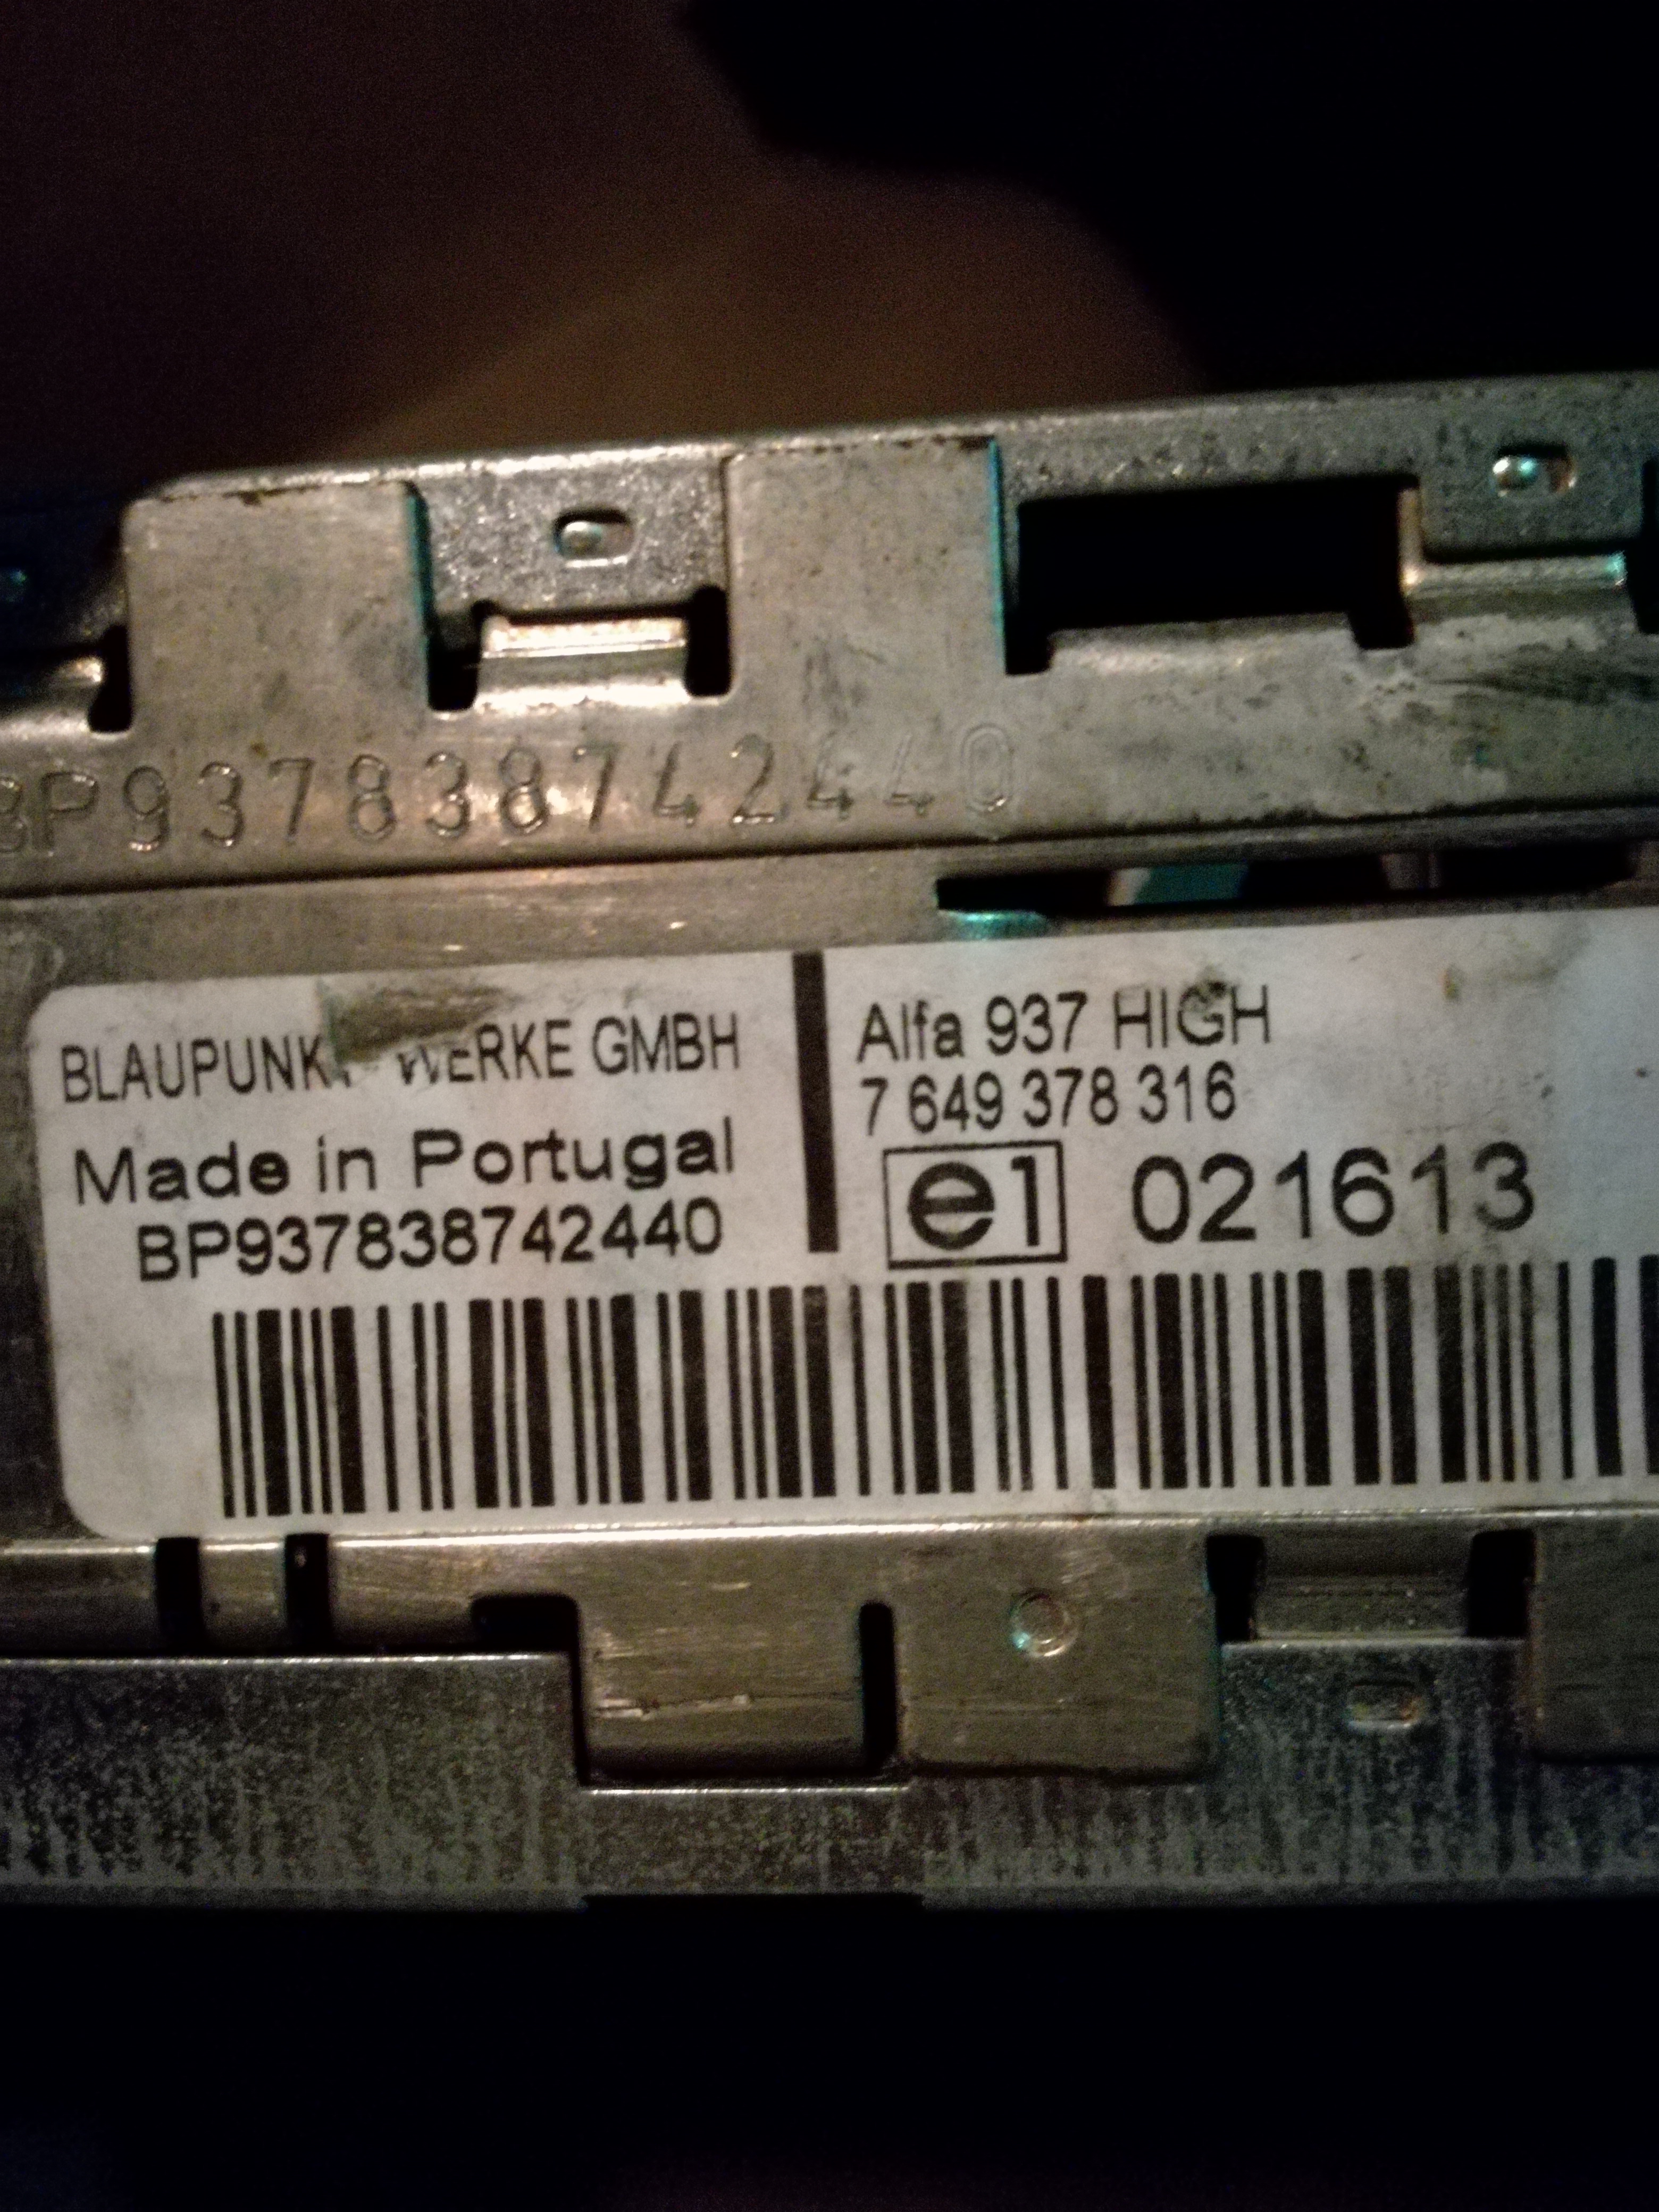 BP937838742440
BLAUPUNKT WERKE GMBH
Made in Portugal
BP937838742440
Alfa 937 HIGH
7 649 378 316
e1 021613